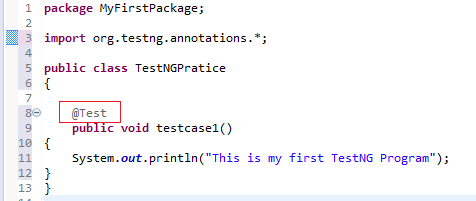 1 package MyFirstPackage;
2
3 import org.testng.annotations.*;
4
5 public class TestNGPratice
6 {
7
8 @Test
9 public void testcase1()
10 {
11 System.out.println("This is my first TestNG Program");
12 }
13 }
14